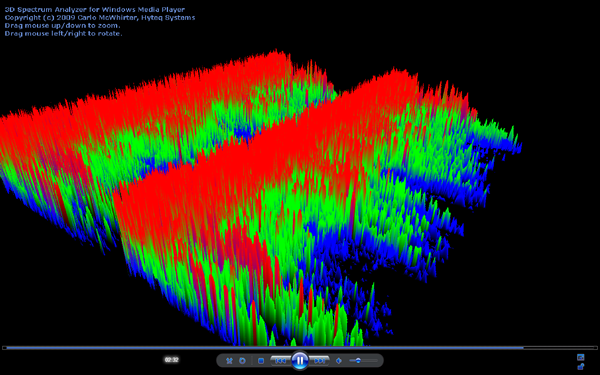 3D Spectrum Analyzer for Windows Media Player
Copyright (c) 2009 Carlo McWhirter, Hyteq Systems
Drag mouse up/down to zoom.
Drag mouse left/right to rotate.
02:32